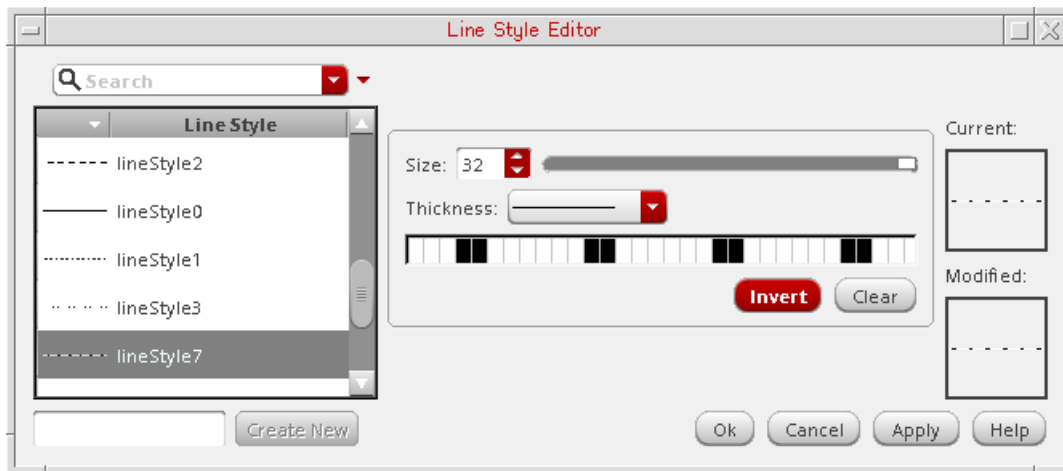 Line Style Editor
Search
Line Style
lineStyle2
lineStyle0
lineStyle1
lineStyle3
lineStyle7
Create New
Size: 32
Thickness:
Invert
Clear
Current:
Modified:
Ok
Cancel
Apply
Help